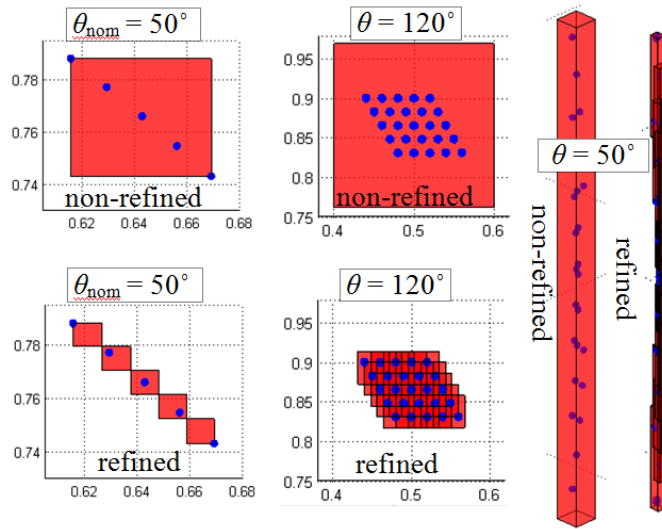 θnom = 50°
0.78
0.76
0.74
non-refined
0.62 0.64 0.66 0.68
θ = 120°
0.95
0.9
0.85
0.8
0.75
non-refined
0.4 0.5 0.6
θnom = 50°
0.78
0.76
0.74
refined
0.62 0.64 0.66 0.68
θ = 120°
0.95
0.9
0.85
0.8
0.75
refined
0.4 0.5 0.6
θ = 50°
non-refined
refined